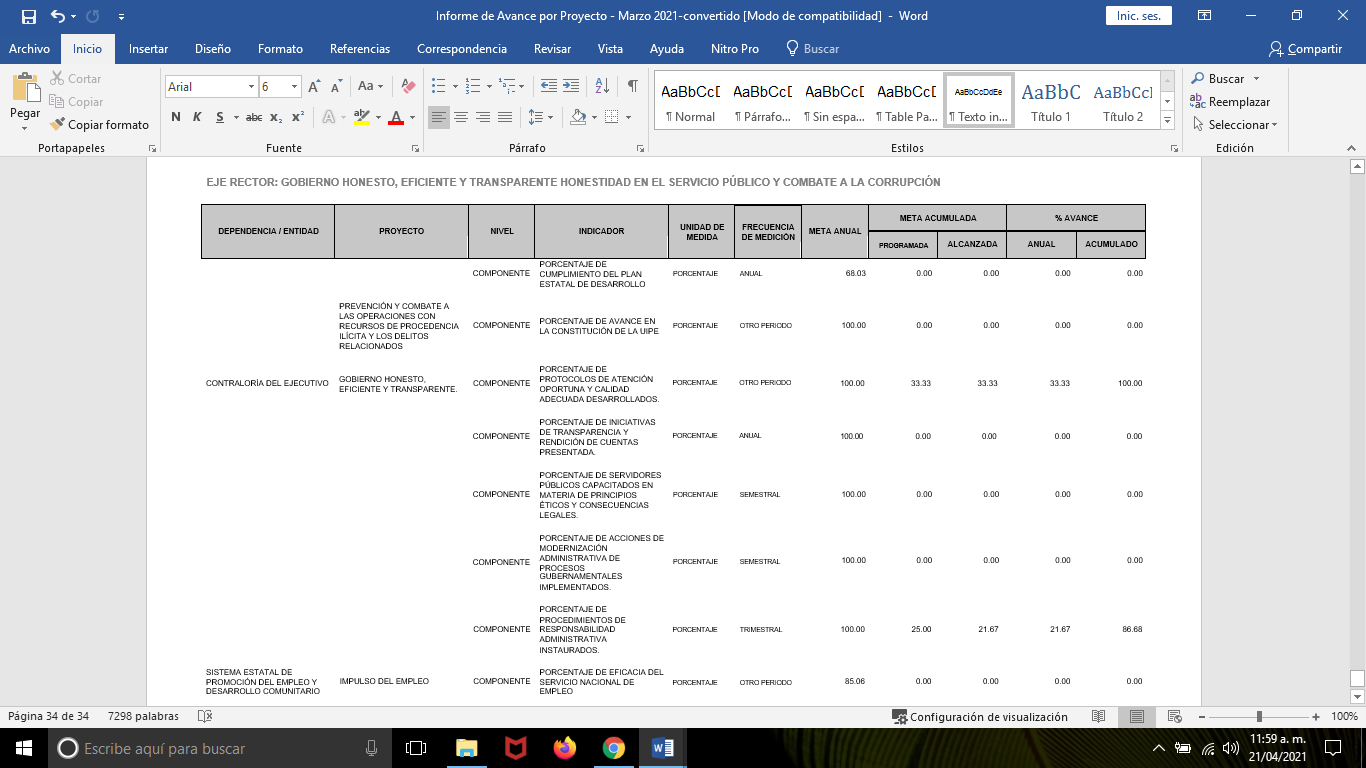 Informe de Avance por Proyecto - Marzo 2021-convertido [Modo de compatibilidad] - Word
Inic. ses.
Archivo Inicio Insertar Diseño Formato Referencias Correspondencia Revisar Vista Ayuda Nitro Pro Buscar Compartir
Pegar
Cortar
Copiar
Copiar formato
Portapapeles
Arial 6
N K S abc x₂ x²
Fuente
Párrafo
AaBbCcD AaBbCcD AaBbCcD AaBbCcD AaBbCcDdEe AaBbC AaBbCcI
¶ Normal ¶ Párrafo... ¶ Sin espa... ¶ Table Pa... ¶ Texto in... Título 1 Título 2
Estilos
Buscar
Reemplazar
Seleccionar
Edición
EJE RECTOR: GOBIERNO HONESTO, EFICIENTE Y TRANSPARENTE HONESTIDAD EN EL SERVICIO PÚBLICO Y COMBATE A LA CORRUPCIÓN
DEPENDENCIA / ENTIDAD PROYECTO NIVEL INDICADOR UNIDAD DE MEDIDA FRECUENCIA DE MEDICIÓN META ANUAL META ACUMULADA % AVANCE
PROGRAMADA ALCANZADA ANUAL ACUMULADO
COMPONENTE
PORCENTAJE DE
CUMPLIMIENTO DEL PLAN
ESTATAL DE DESARROLLO
PORCENTAJE ANUAL 68.03 0.00 0.00 0.00 0.00
PREVENCIÓN Y COMBATE A
LAS OPERACIONES CON
RECURSOS DE PROCEDENCIA
ILÍCITA Y LOS DELITOS
RELACIONADOS
COMPONENTE
PORCENTAJE DE AVANCE EN
LA CONSTITUCIÓN DE LA UIPE
PORCENTAJE OTRO PERIODO 100.00 0.00 0.00 0.00 0.00
CONTRALORÍA DEL EJECUTIVO
GOBIERNO HONESTO,
EFICIENTE Y TRANSPARENTE.
COMPONENTE
PORCENTAJE DE
PROTOCOLOS DE ATENCIÓN
OPORTUNA Y CALIDAD
ADECUADA DESARROLLADOS.
PORCENTAJE OTRO PERIODO 100.00 33.33 33.33 33.33 100.00
COMPONENTE
PORCENTAJE DE INICIATIVAS
DE TRANSPARENCIA Y
RENDICIÓN DE CUENTAS
PRESENTADA.
PORCENTAJE ANUAL 100.00 0.00 0.00 0.00 0.00
COMPONENTE
PORCENTAJE DE SERVIDORES
PÚBLICOS CAPACITADOS EN
MATERIA DE PRINCIPIOS
ÉTICOS Y CONSECUENCIAS
LEGALES.
PORCENTAJE SEMESTRAL 100.00 0.00 0.00 0.00 0.00
COMPONENTE
PORCENTAJE DE ACCIONES DE
MODERNIZACIÓN
ADMINISTRATIVA DE
PROCESOS
GUBERNAMENTALES
IMPLEMENTADOS.
PORCENTAJE SEMESTRAL 100.00 0.00 0.00 0.00 0.00
COMPONENTE
PORCENTAJE DE
PROCEDIMIENTOS DE
RESPONSABILIDAD
ADMINISTRATIVA
INSTAURADOS.
PORCENTAJE TRIMESTRAL 100.00 25.00 21.67 21.67 86.68
SISTEMA ESTATAL DE
PROMOCIÓN DEL EMPLEO Y
DESARROLLO COMUNITARIO
IMPULSO DEL EMPLEO
COMPONENTE
PORCENTAJE DE EFICACIA DEL
SERVICIO NACIONAL DE
EMPLEO
PORCENTAJE OTRO PERIODO 85.06 0.00 0.00 0.00 0.00
Página 34 de 34 7298 palabras Configuración de visualización 100%
Escribe aquí para buscar
11:59 a. m.
21/04/2021